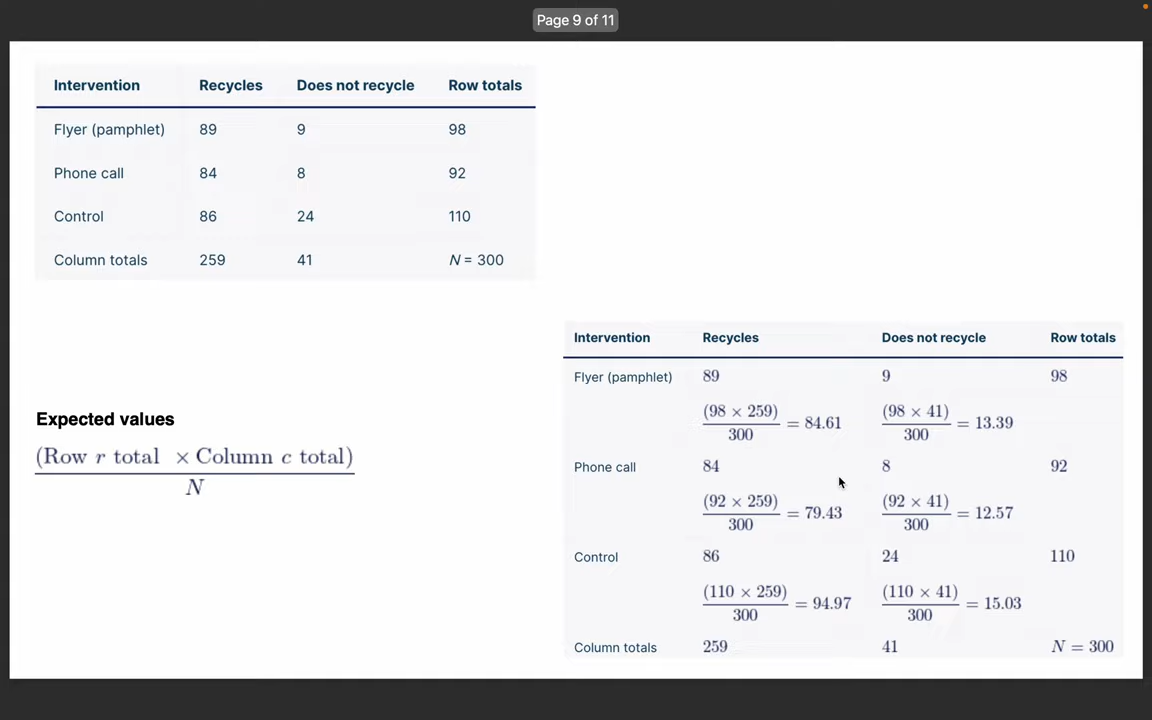 Page 9 of 11
Intervention Recycles Does not recycle Row totals
Flyer (pamphlet) 89 9 98
Phone call 84 8 92
Control 86 24 110
Column totals 259 41 N = 300
Expected values
(Row r total × Column c total)
N
Intervention Recycles Does not recycle Row totals
Flyer (pamphlet) 89 9 98
(98 × 259) / 300 = 84.61 (98 × 41) / 300 = 13.39
Phone call 84 8 92
(92 × 259) / 300 = 79.43 (92 × 41) / 300 = 12.57
Control 86 24 110
(110 × 259) / 300 = 94.97 (110 × 41) / 300 = 15.03
Column totals 259 41 N = 300